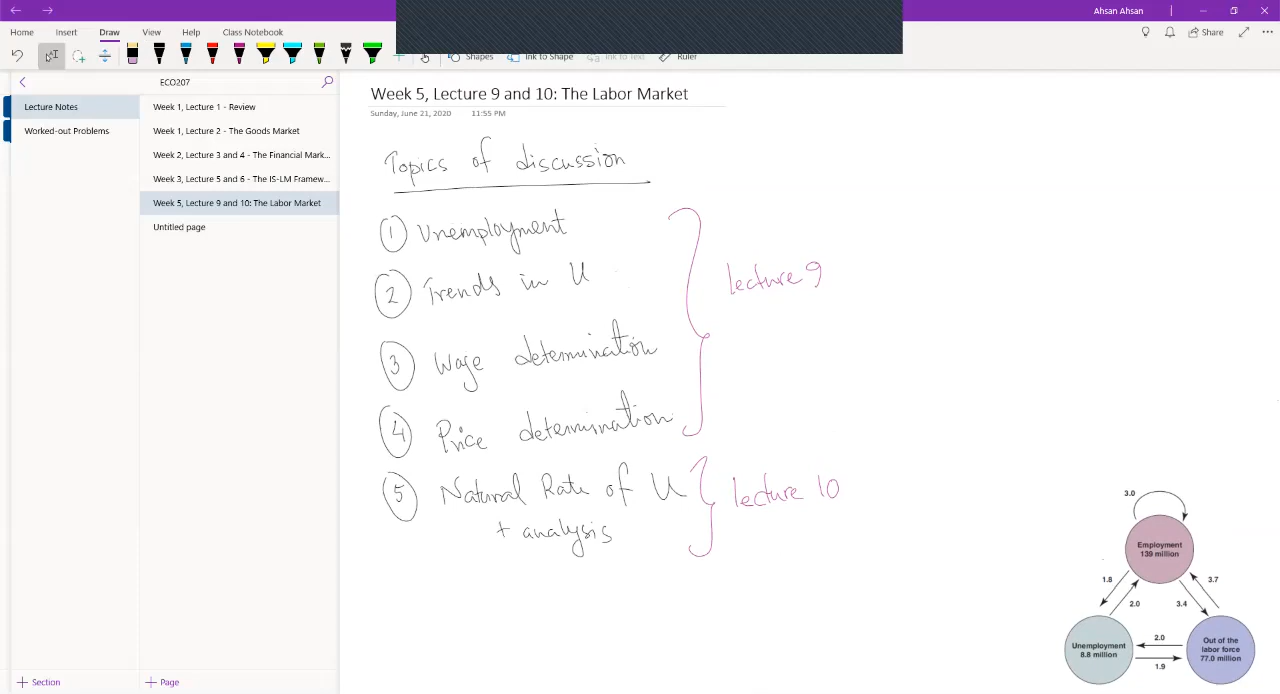 Ahsan Ahsan
Home Insert Draw View Help Class Notebook
Share
Shapes Ink to Shape Ink to Text Ruler
ECO207
Lecture Notes
Worked-out Problems
Week 1, Lecture 1 - Review
Week 1, Lecture 2 - The Goods Market
Week 2, Lecture 3 and 4 - The Financial Mark...
Week 3, Lecture 5 and 6 - The IS-LM Framew...
Week 5, Lecture 9 and 10: The Labor Market
Untitled page
Week 5, Lecture 9 and 10: The Labor Market
Sunday, June 21, 2020 11:55 PM
Topics of discussion
1 Unemployment
2 Trends in U
3 Wage determination
4 Price determination
lecture 9
5 Natural Rate of U
+ analysis
lecture 10
3.0
Employment
139 million
1.8
2.0
3.4
3.7
Unemployment
8.8 million
2.0
1.9
Out of the
labor force
77.0 million
+ Section
+ Page